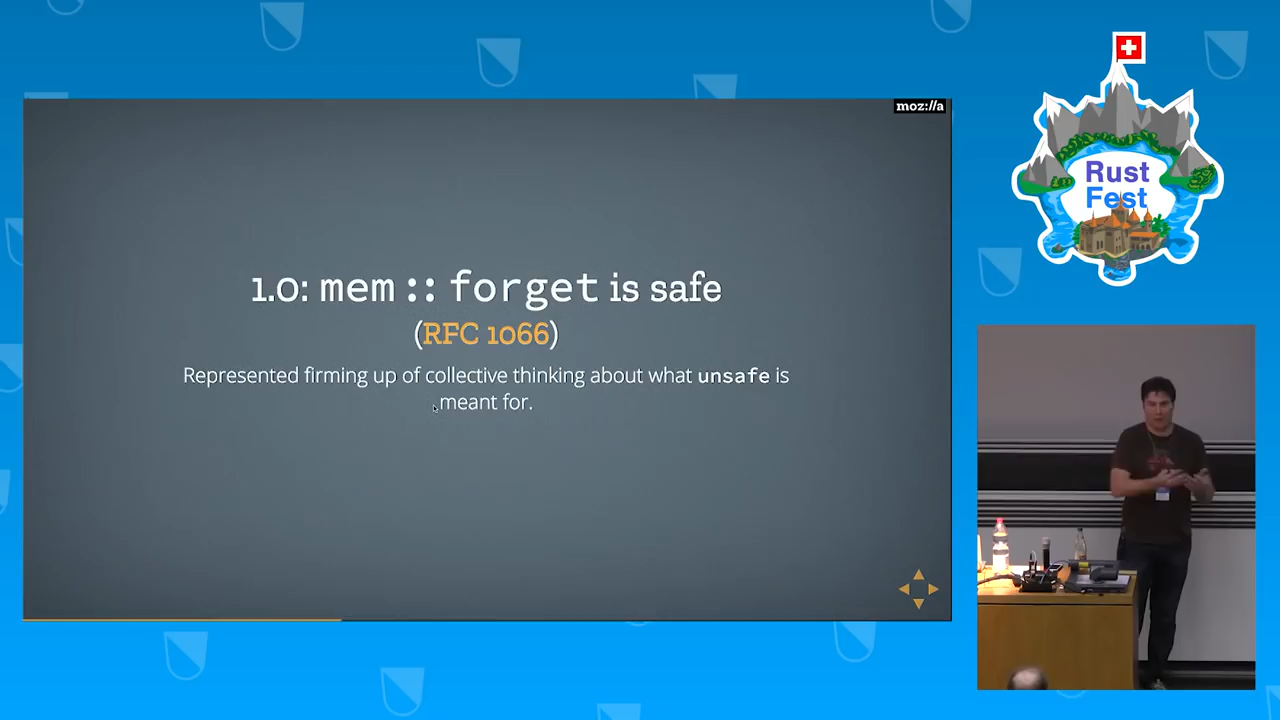 moz://a
Rust
Fest
1.0: mem::forget is safe
(RFC 1066)
Represented firming up of collective thinking about what unsafe is
meant for.